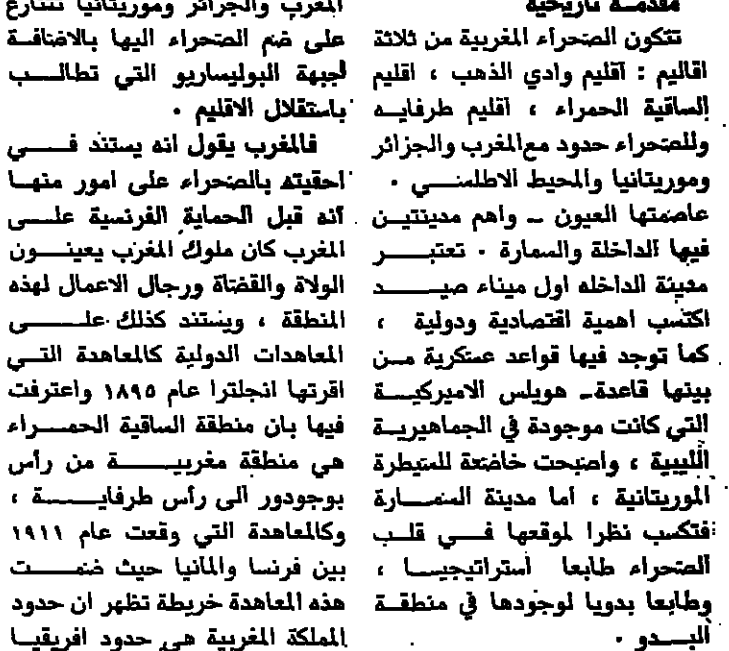 مقدمة تاريخية
تتكون الصحراء المغربية من ثلاثة
اقاليم : اقليم وادي الذهب ، اقليم
الساقية الحمراء ، اقليم طرفايه
وللصحراء حدود مع المغرب والجزائر
وموريتانيا والمحيط الاطلسي .
عاصمتها العيون ــ واهم مدينتين
فيها الداخلة والسمارة . تعتبر
مدينة الداخله اول ميناء صيد
اكتسب اهمية اقتصادية ودولية ،
كما توجد فيها قواعد عسكرية من
بينها قاعدة ـ هويلس الاميركية
التي كانت موجودة في الجماهيرية
الليبية ، واصبحت خاضعة للسيطرة
الموريتانية ، أما مدينة السمارة
فتكسب نظرا لموقعها في قلب
الصحراء طابعا استراتيجيا ،
وطابعا بدويا لوجودها في منطقة
البدو .
المغرب والجزائر وموريتانيا تتنازع
على ضم الصحراء اليها بالاضافة
لجبهة البوليساريو التي تطالب
باستقلال الاقليم .
فالمغرب يقول انه يستند في
احقيته بالصحراء على امور منها
أنه قبل الحماية الفرنسية على
المغرب كان ملوك المغرب يعينون
الولاة والقضاة ورجال الاعمال لهذه
المنطقة ، ويستند كذلك على
المعاهدات الدولية كالمعاهدة التي
اقرتها انجلترا عام ١٨٩٥ واعترفت
فيها بان منطقة الساقية الحمراء
هي منطقة مغربية من رأس
بوجودور الى رأس طرفاية ،
وكالمعاهدة التي وقعت عام ١٩١١
بين فرنسا والمانيا حيث ضمت
هذه المعاهدة خريطة تظهر ان حدود
المملكة المغربية هي حدود افريقيا